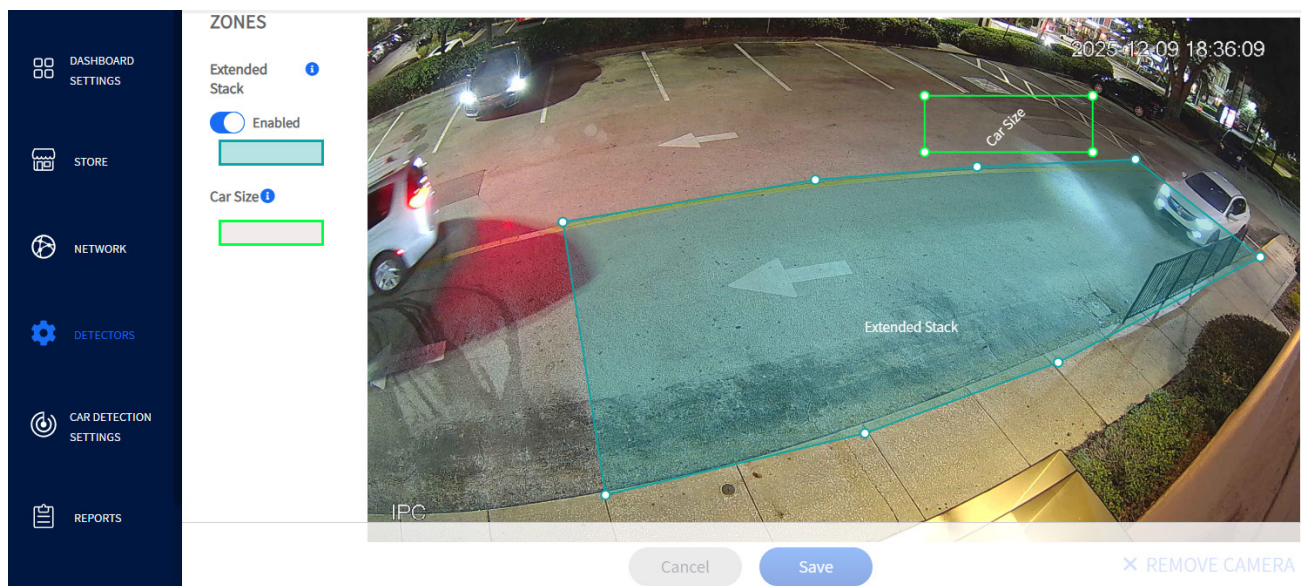 DASHBOARD
SETTINGS
STORE
NETWORK
DETECTORS
CAR DETECTION
SETTINGS
REPORTS
ZONES
Extended
Stack
Enabled
Car Size
2025-12-09 18:36:09
Car Size
Extended Stack
IPC
Cancel
Save
× REMOVE CAMERA